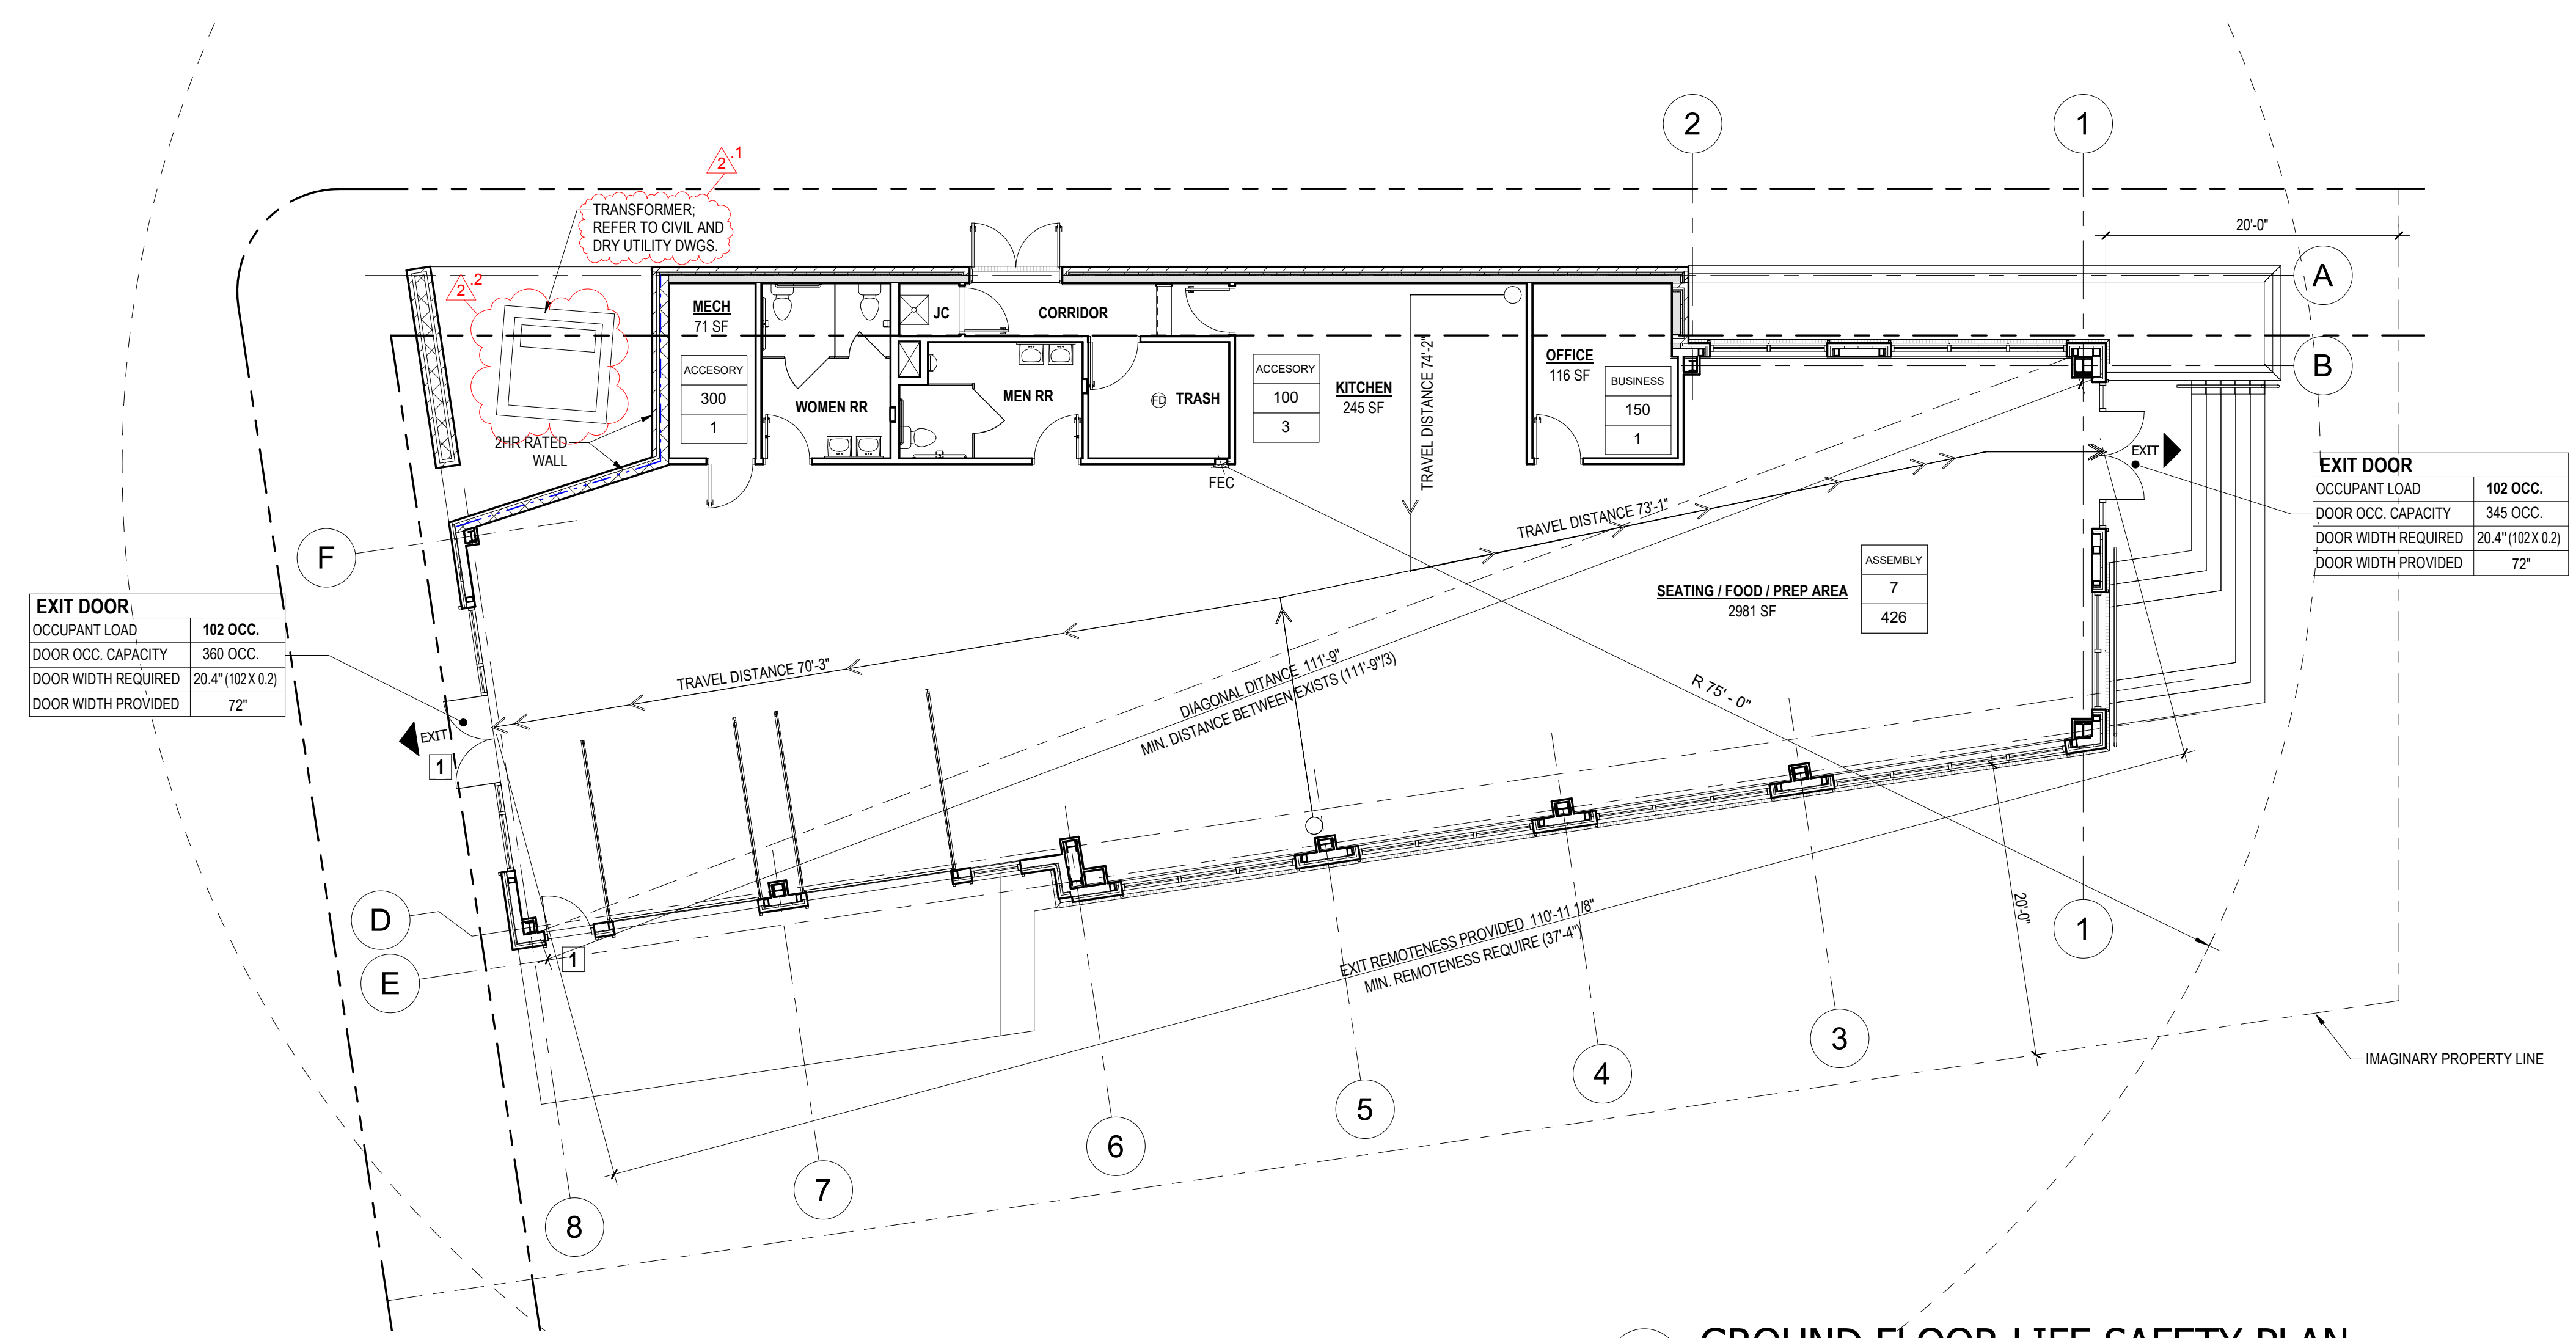 2.1
TRANSFORMER;
REFER TO CIVIL AND
DRY UTILITY DWGS.
2
1
20'-0"
A
B
2.2
2HR RATED
WALL
MECH
71 SF
ACCESORY
300
1
WOMEN RR
JC
CORRIDOR
MEN RR
FD
TRASH
FEC
ACCESSORY
100
3
KITCHEN
245 SF
TRAVEL DISTANCE 74'-2"
OFFICE
116 SF
BUSINESS
150
1
EXIT
EXIT DOOR
OCCUPANT LOAD 102 OCC.
DOOR OCC. CAPACITY 345 OCC.
DOOR WIDTH REQUIRED 20.4" (102 X 0.2)
DOOR WIDTH PROVIDED 72"
F
TRAVEL DISTANCE 73'-1"
ASSEMBLY
7
426
SEATING / FOOD / PREP AREA
2981 SF
EXIT DOOR
OCCUPANT LOAD 102 OCC.
DOOR OCC. CAPACITY 360 OCC.
DOOR WIDTH REQUIRED 20.4" (102 X 0.2)
DOOR WIDTH PROVIDED 72"
TRAVEL DISTANCE 70'-3"
DIAGONAL DITANCE 111'-9"
MIN. DISTANCE BETWEEN EXISTS (111'-9"/3)
R 75' - 0"
EXIT
1
D
E
1
EXIT REMOTENESS PROVIDED 110'-11 1/8"
MIN. REMOTENESS REQUIRE (37'-4")
20'-0"
1
IMAGINARY PROPERTY LINE
3
4
5
6
7
8
GROUND FLOOR LIFE SAFETY PLAN